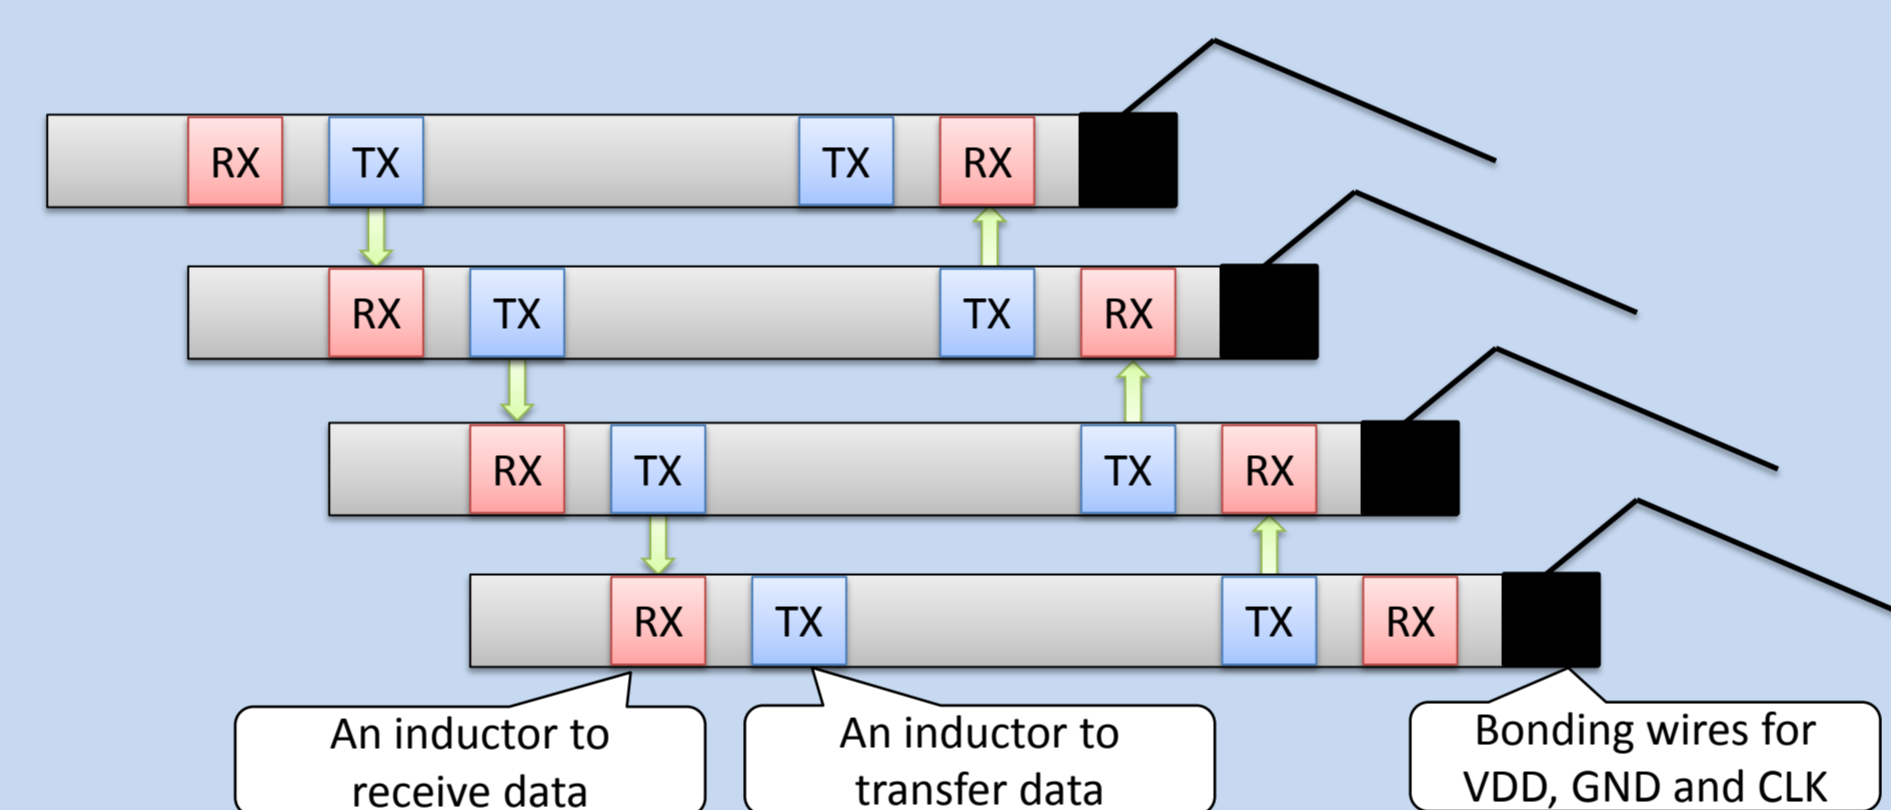 RX TX TX RX
RX TX TX RX
RX TX TX RX
RX TX TX RX
An inductor to
receive data
An inductor to
transfer data
Bonding wires for
VDD, GND and CLK